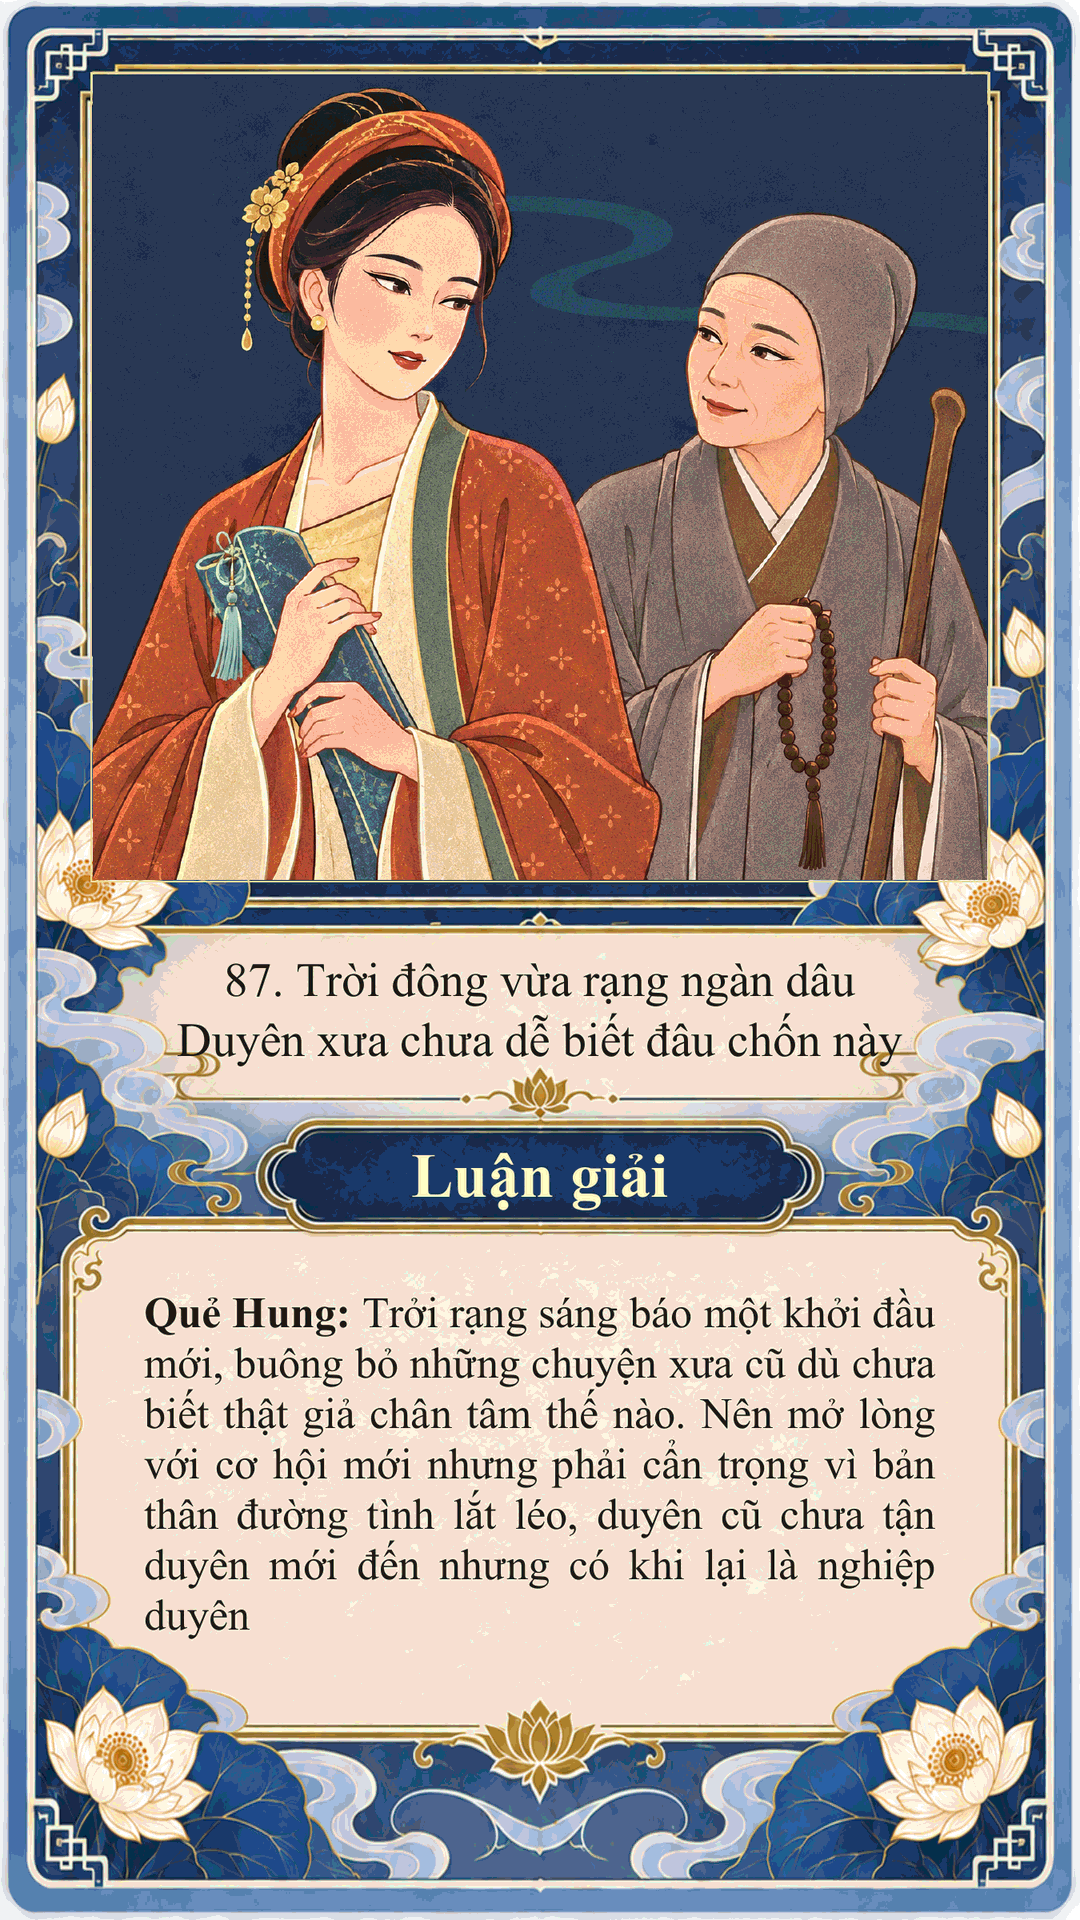 87. Trời đông vừa rạng ngàn dâu
Duyên xưa chưa dễ biết đâu chốn này
Luận giải
Quẻ Hung: Trởi rạng sáng báo một khởi đầu
mới, buông bỏ những chuyện xưa cũ dù chưa
biết thật giả chân tâm thế nào. Nên mở lòng
với cơ hội mới nhưng phải cẩn trọng vì bản
thân đường tình lắt léo, duyên cũ chưa tận
duyên mới đến nhưng có khi lại là nghiệp
duyên